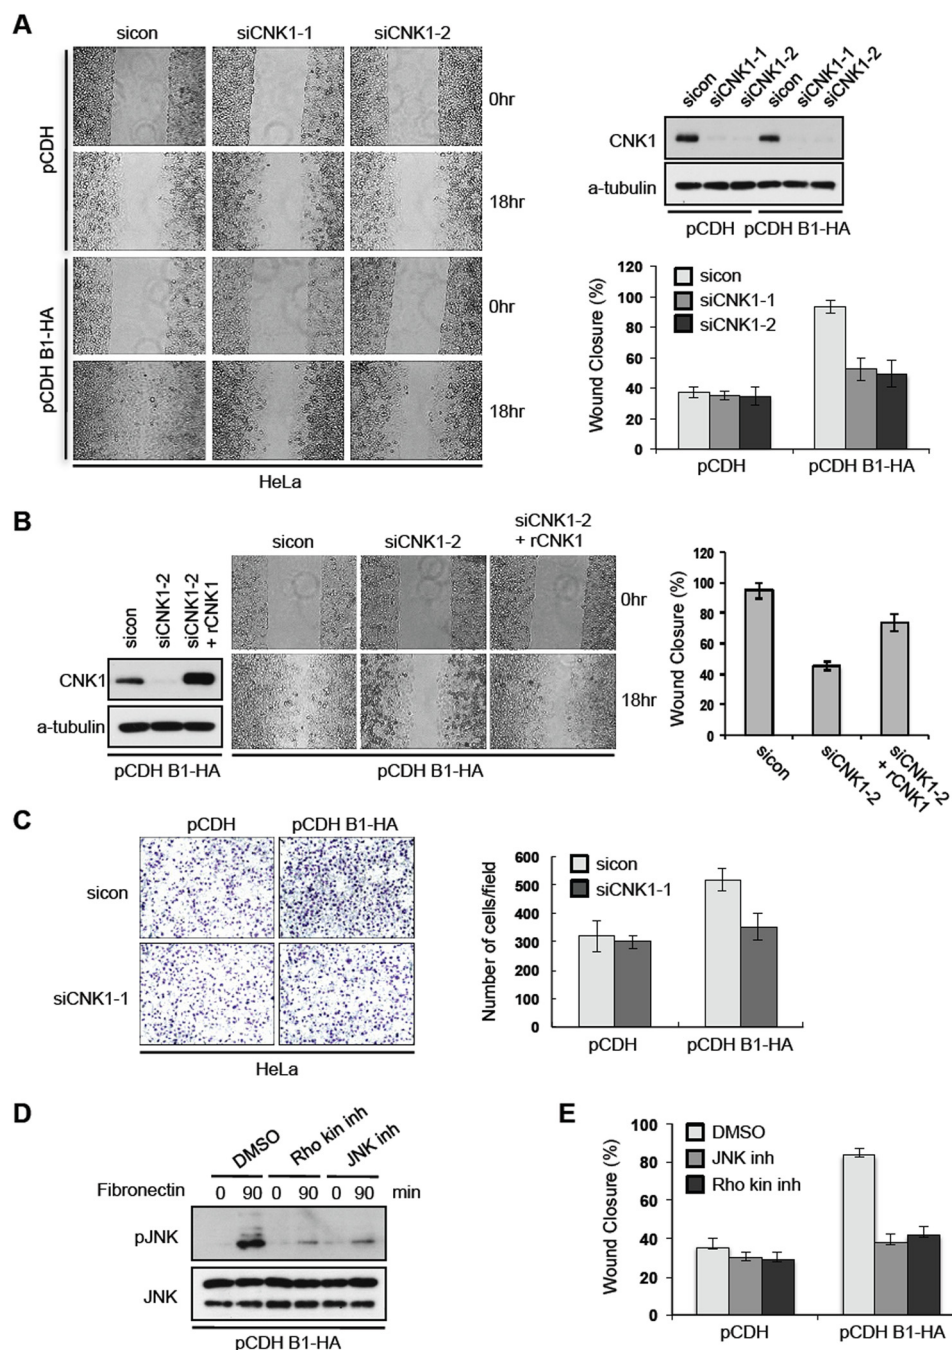 A
sicon siCNK1-1 siCNK1-2
pCDH
0hr
18hr
pCDH B1-HA
0hr
18hr
HeLa
sicon siCNK1-1 siCNK1-2 sicon siCNK1-1 siCNK1-2
CNK1
a-tubulin
pCDH pCDH B1-HA
Wound Closure (%)
120
100
80
60
40
20
0
sicon
siCNK1-1
siCNK1-2
pCDH pCDH B1-HA
B
sicon siCNK1-2 siCNK1-2 + rCNK1
CNK1
a-tubulin
pCDH B1-HA
sicon siCNK1-2 siCNK1-2
+ rCNK1
0hr
18hr
pCDH B1-HA
Wound Closure (%)
120
100
80
60
40
20
0
sicon siCNK1-2 siCNK1-2 + rCNK1
C
pCDH pCDH B1-HA
sicon
siCNK1-1
HeLa
Number of cells/field
600
500
400
300
200
100
0
sicon
siCNK1-1
pCDH pCDH B1-HA
D
DMSO Rho kin inh JNK inh
Fibronectin 0 90 0 90 0 90 min
pJNK
JNK
pCDH B1-HA
E
Wound Closure (%)
100
80
60
40
20
0
DMSO
JNK inh
Rho kin inh
pCDH pCDH B1-HA